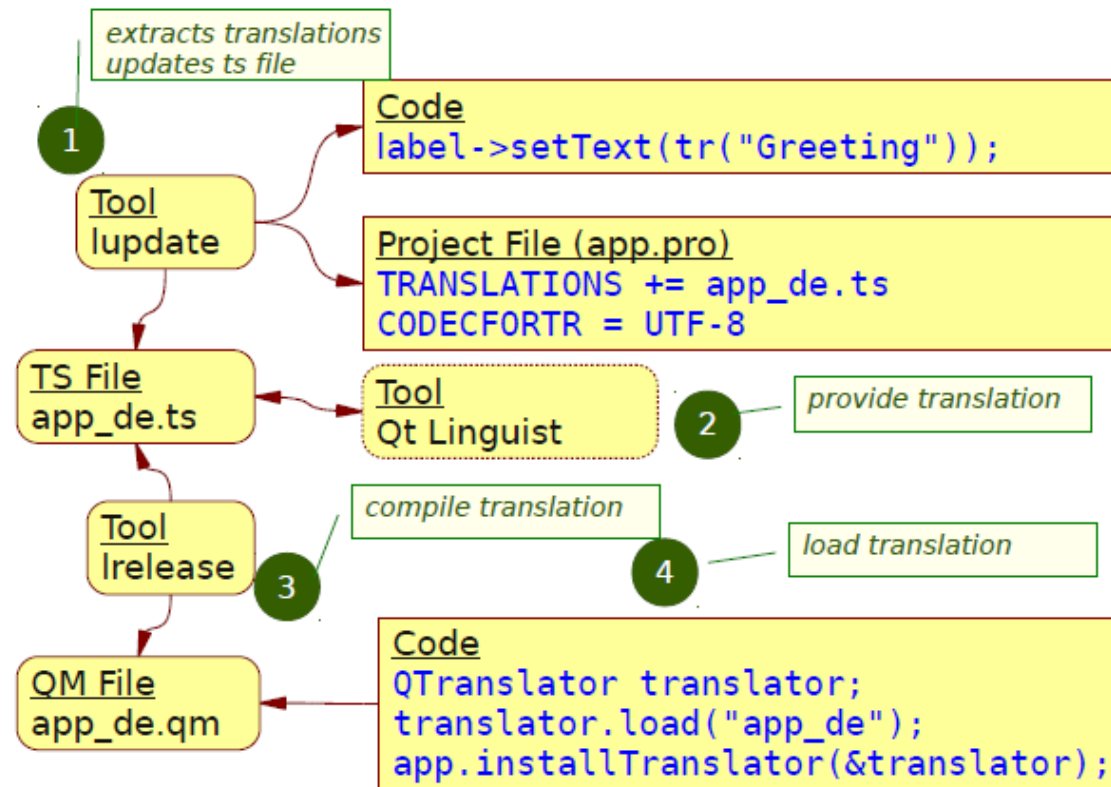 extracts translations
updates ts file
1
Code
label->setText(tr("Greeting"));
Tool
lupdate
Project File (app.pro)
TRANSLATIONS += app_de.ts
CODECFORTR = UTF-8
TS File
app_de.ts
Tool
Qt Linguist
2
provide translation
Tool
lrelease
3
compile translation
4
load translation
QM File
app_de.qm
Code
QTranslator translator;
translator.load("app_de");
app.installTranslator(&translator);